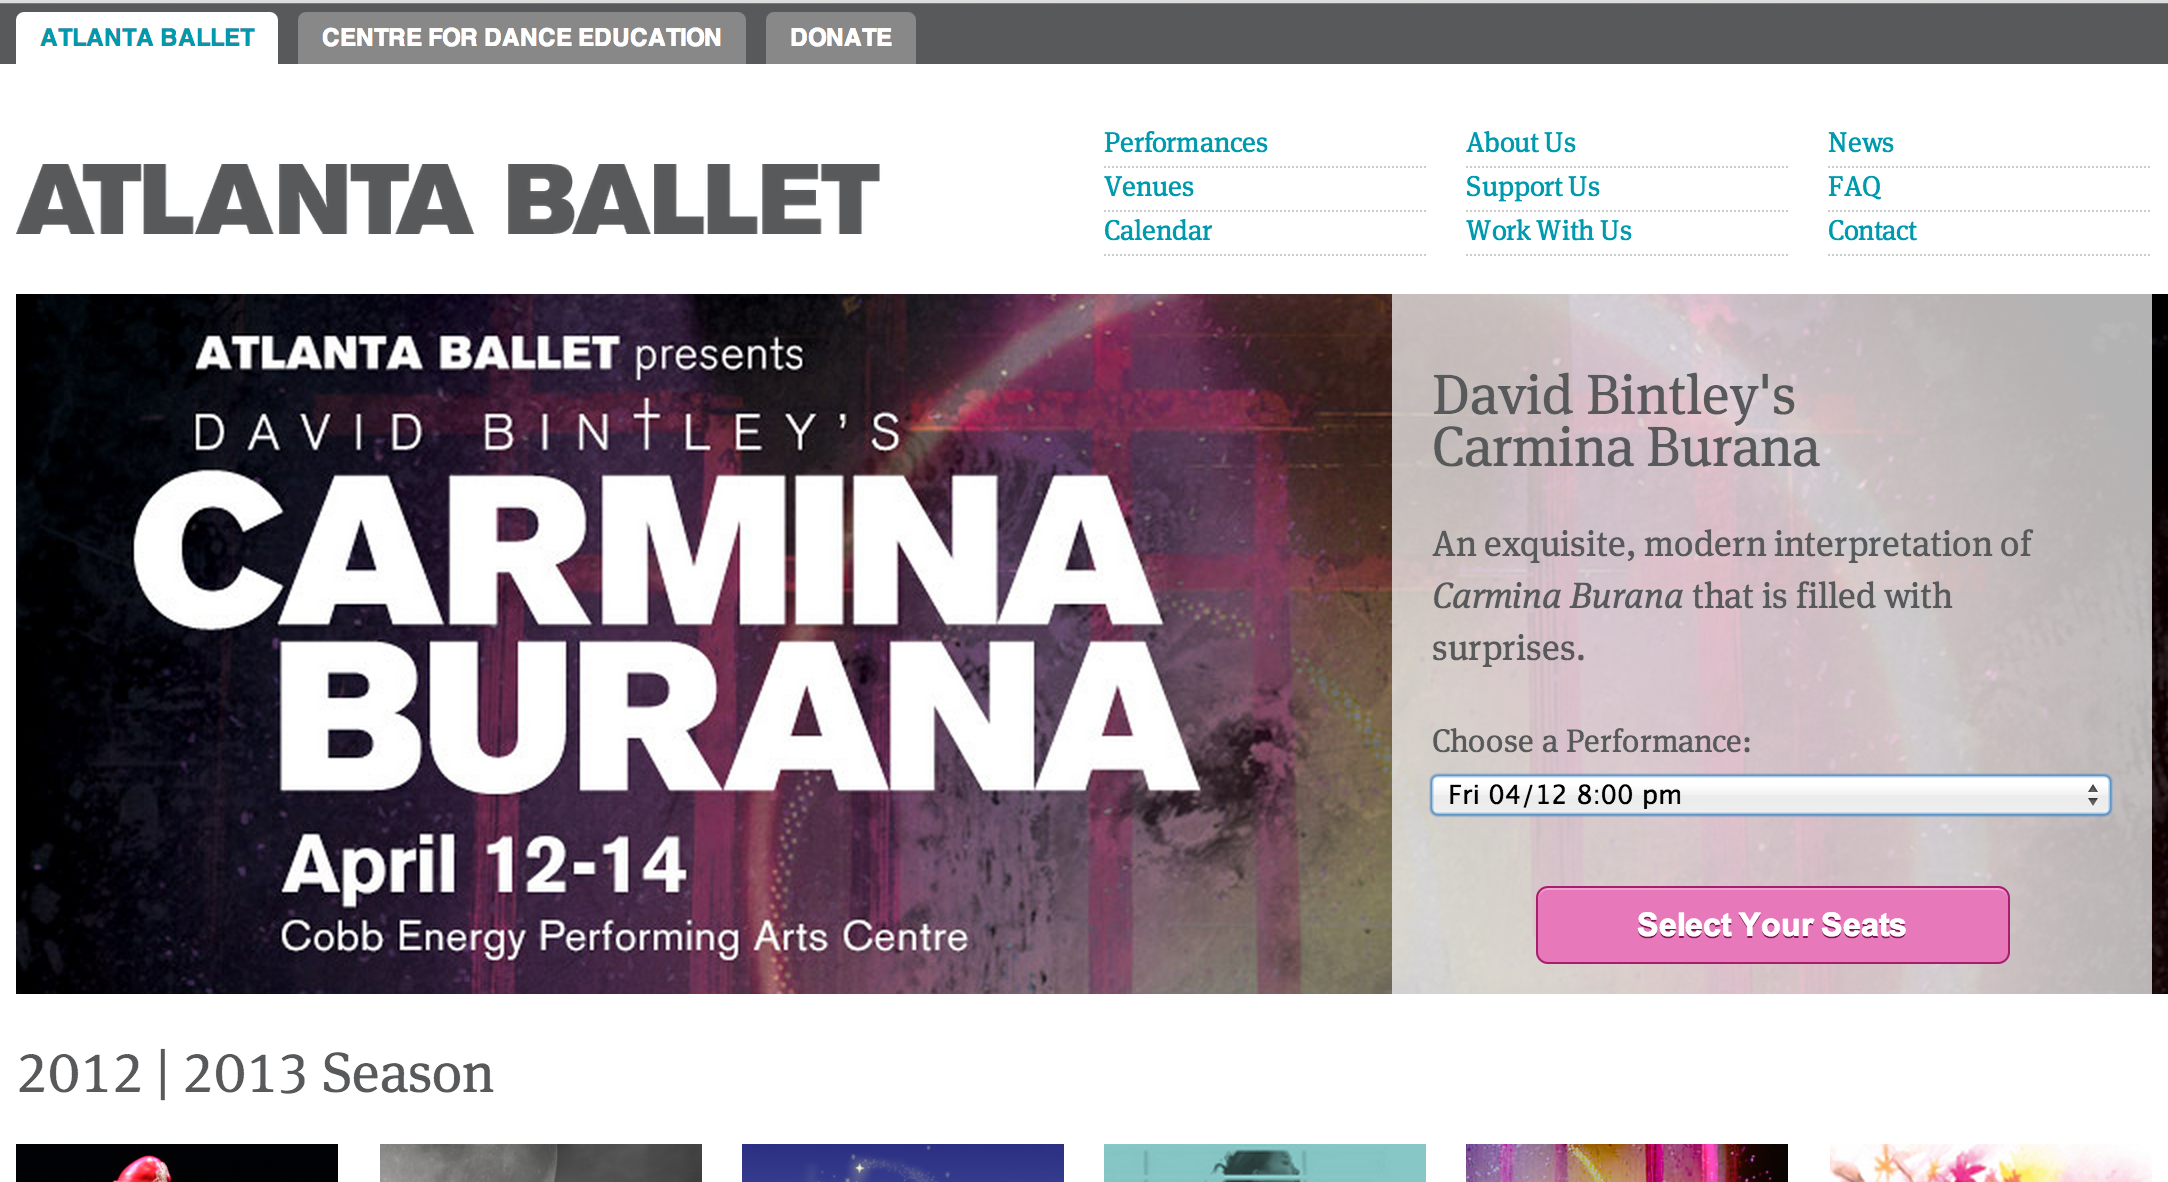 ATLANTA BALLET
CENTRE FOR DANCE EDUCATION
DONATE
ATLANTA BALLET
Performances
About Us
News
Venues
Support Us
FAQ
Calendar
Work With Us
Contact
ATLANTA BALLET presents
DAVID BINTLEY'S
CARMINA
BURANA
April 12-14
Cobb Energy Performing Arts Centre
David Bintley's
Carmina Burana
An exquisite, modern interpretation of
Carmina Burana that is filled with
surprises.
Choose a Performance:
Fri 04/12 8:00 pm
Select Your Seats
2012 | 2013 Season